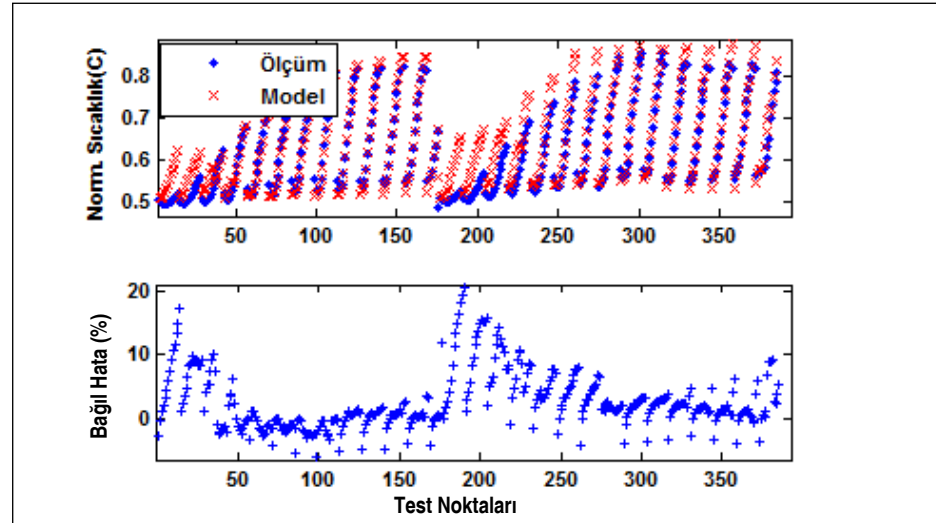 Norm. Sıcaklık(C)
Ölçüm
Model
0.8
0.7
0.6
0.5
50 100 150 200 250 300 350
Bağıl Hata (%)
20
10
0
50 100 150 200 250 300 350
Test Noktaları